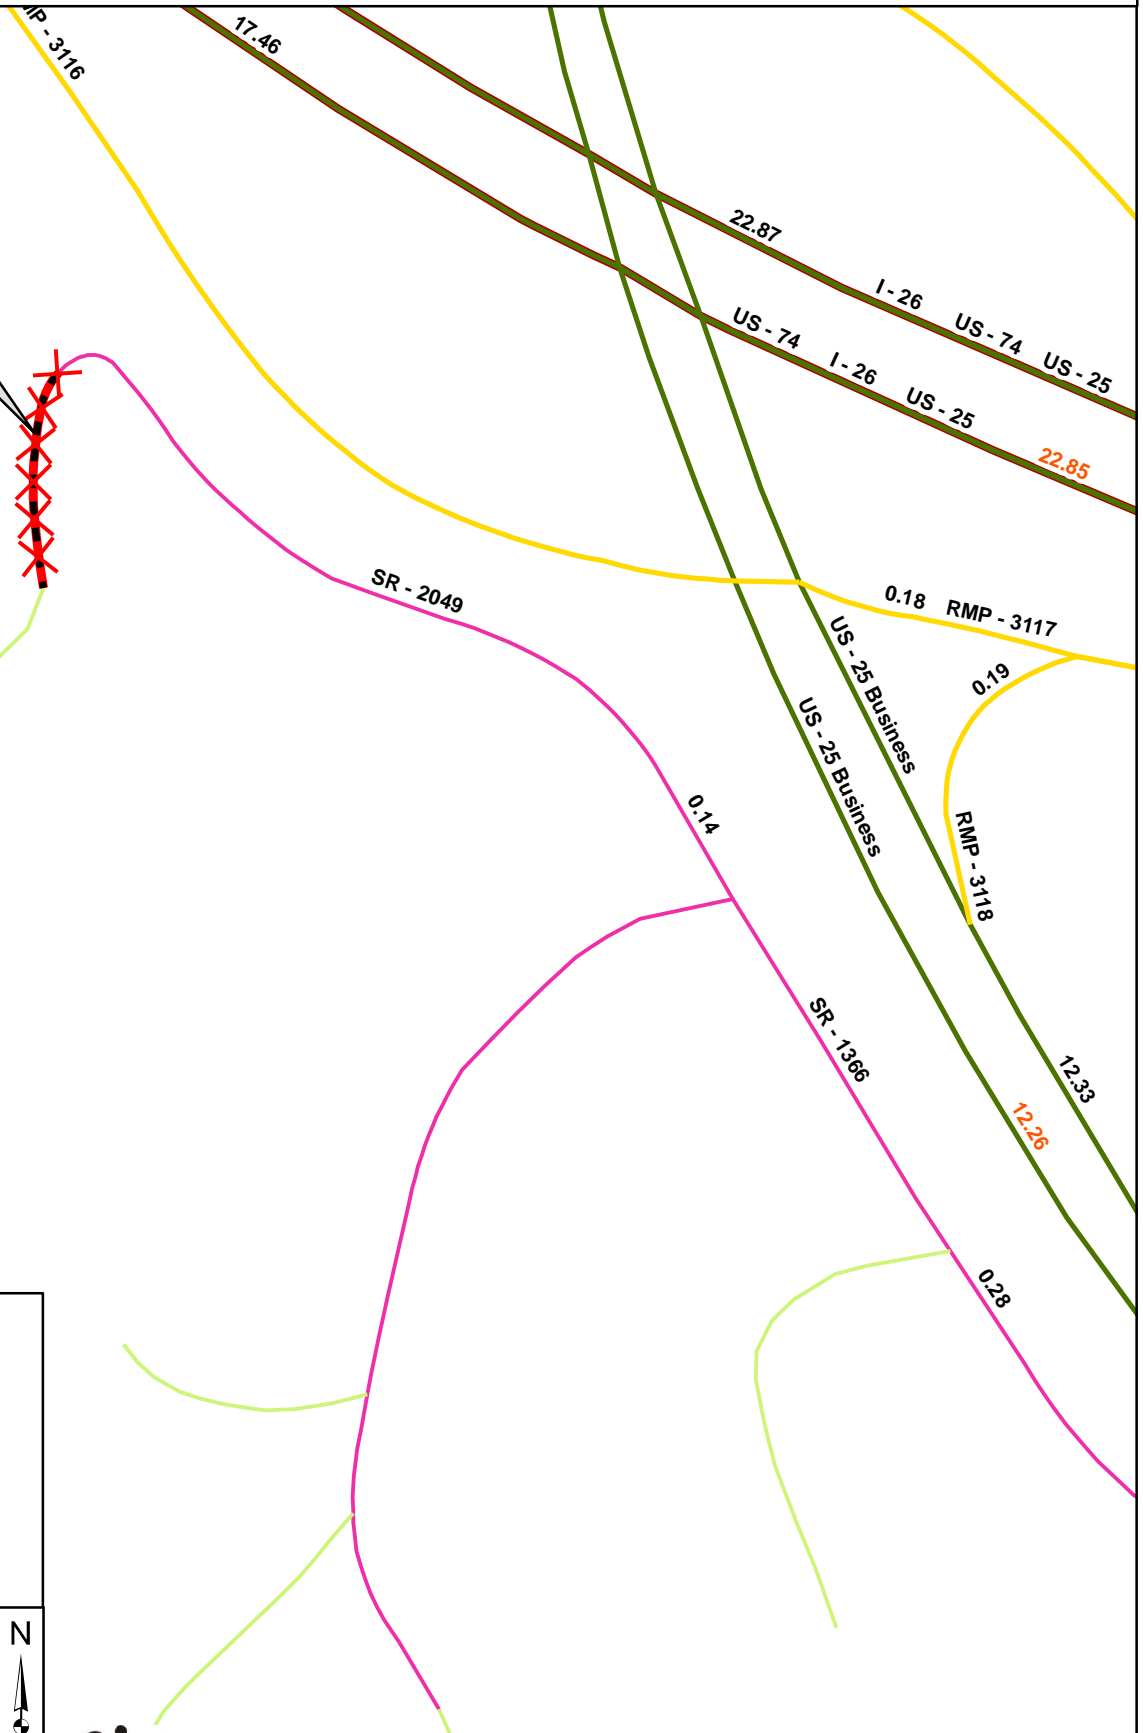 17.46
- 3116
22.87
I - 26 US - 74 US - 25
US - 74 I - 26 US - 25
22.85
SR - 2049
0.18 RMP - 3117
0.19
US - 25 Business
US - 25 Business
0.14
RMP - 3118
SR - 1366
12.33
12.26
0.28
N